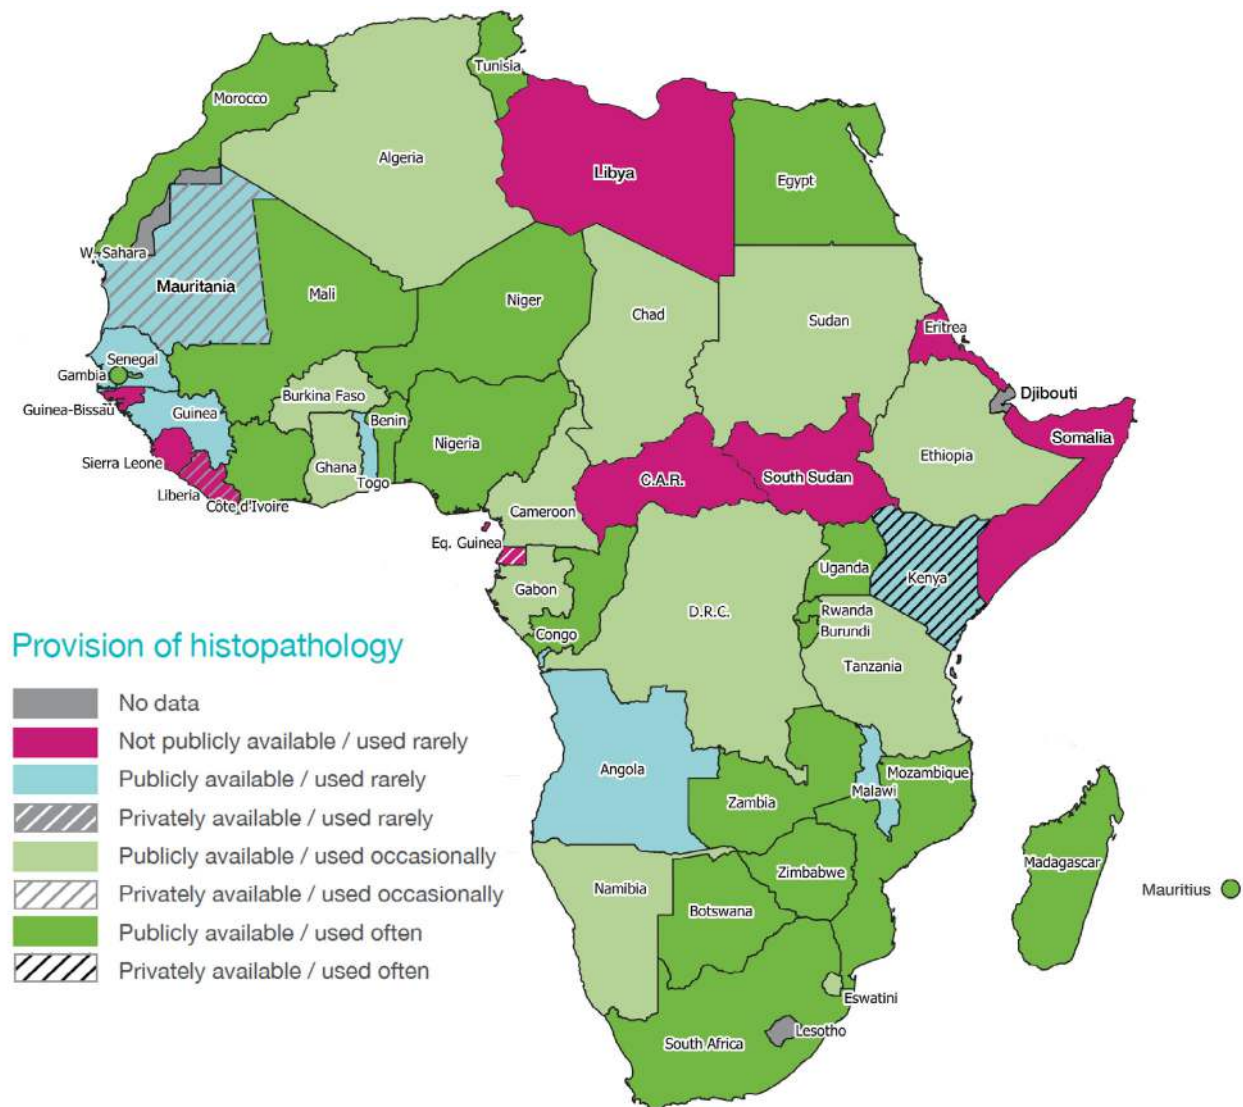 Tunisia
Morocco
Algeria
Libya
Egypt
W. Sahara
Mauritania
Mali
Niger
Chad
Sudan
Eritrea
Senegal
Gambia
Djibouti
Burkina Faso
Guinea-Bissau
Guinea
Benin
Nigeria
Somalia
Ethiopia
Sierra Leone
Ghana
Togo
C.A.R.
South Sudan
Liberia
Côte d'Ivoire
Cameroon
Eq. Guinea
Uganda
Kenya
Gabon
D.R.C.
Rwanda
Burundi
Congo
Tanzania
Provision of histopathology
No data
Not publicly available / used rarely
Publicly available / used rarely
Privately available / used rarely
Publicly available / used occasionally
Privately available / used occasionally
Publicly available / used often
Privately available / used often
Angola
Mozambique
Malawi
Zambia
Madagascar
Zimbabwe
Namibia
Mauritius
Botswana
Eswatini
Lesotho
South Africa